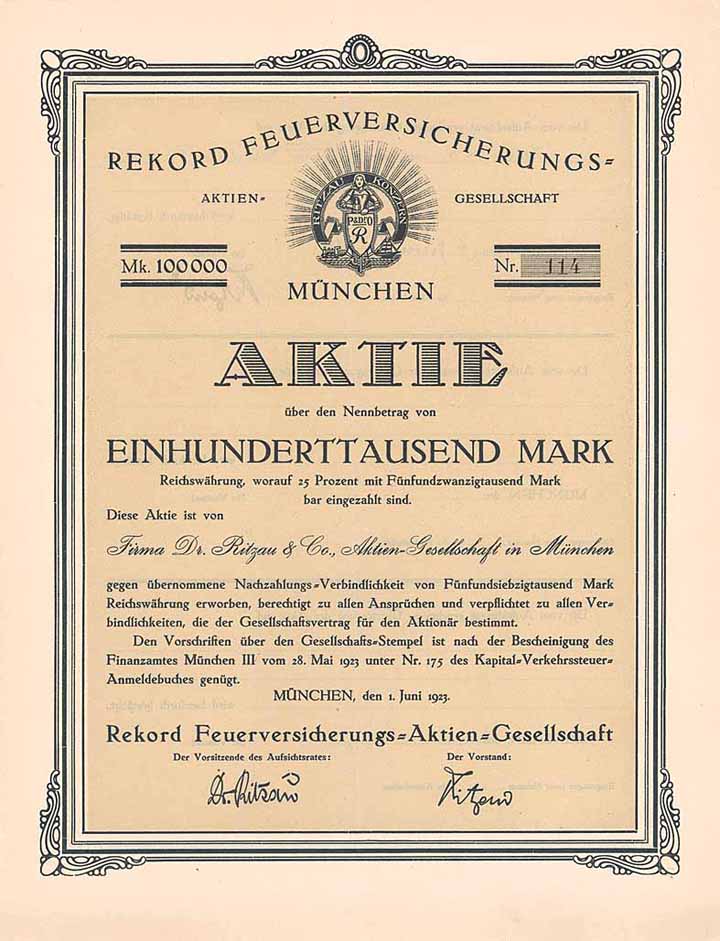 REKORD FEUERVERSICHERUNGS=
AKTIEN= GESELLSCHAFT
RITZAU KONZERN
P&DrO
R
Mk. 100000
Nr. 114
MÜNCHEN
AKTIE
über den Nennbetrag von
EINHUNDERTTAUSEND MARK
Reichswährung, worauf 25 Prozent mit Fünfundzwanzigtausend Mark
bar eingezahlt sind.
Diese Aktie ist von
Firma Dr. Ritzau & Co., Aktien-Gesellschaft in München
gegen übernommene Nachzahlungs=Verbindlichkeit von Fünfundsiebzigtausend Mark
Reichswährung erworben, berechtigt zu allen Ansprüchen und verpflichtet zu allen Ver=
bindlichkeiten, die der Gesellschaftsvertrag für den Aktionär bestimmt.
Den Vorschriften über den Gesellschafts=Stempel ist nach der Bescheinigung des
Finanzamtes München III vom 28. Mai 1923 unter Nr. 175 des Kapital=Verkehrssteuer=
Anmeldebuches genügt.
MÜNCHEN, den 1. Juni 1923.
Rekord Feuerversicherungs=Aktien=Gesellschaft
Der Vorsitzende des Aufsichtsrates: Der Vorstand:
Dr. Ritzau